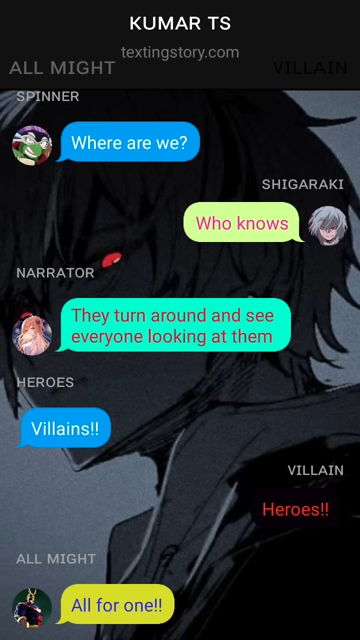 KUMAR TS
textingstory.com
ALL MIGHT
VILLAIN
SPINNER
Where are we?
SHIGARAKI
Who knows
NARRATOR
They turn around and see
everyone looking at them
HEROES
Villains!!
VILLAIN
Heroes!!
ALL MIGHT
All for one!!